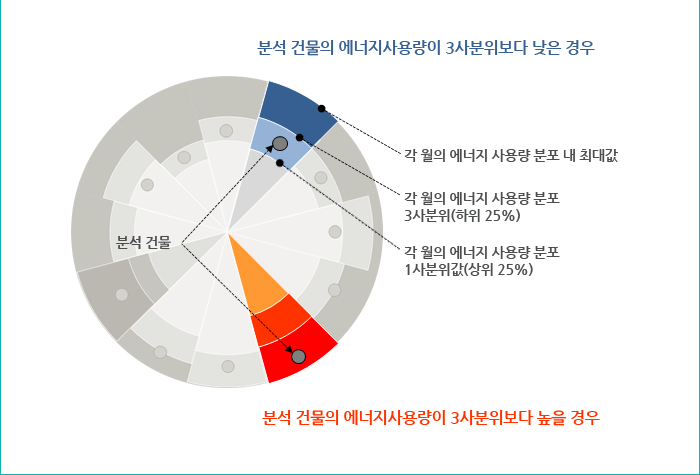 분석 건물의 에너지사용량이 3사분위보다 낮은 경우
각 월의 에너지 사용량 분포 내 최대값
각 월의 에너지 사용량 분포
3사분위(하위 25%)
분석 건물
각 월의 에너지 사용량 분포
1사분위값(상위 25%)
분석 건물의 에너지사용량이 3사분위보다 높을 경우